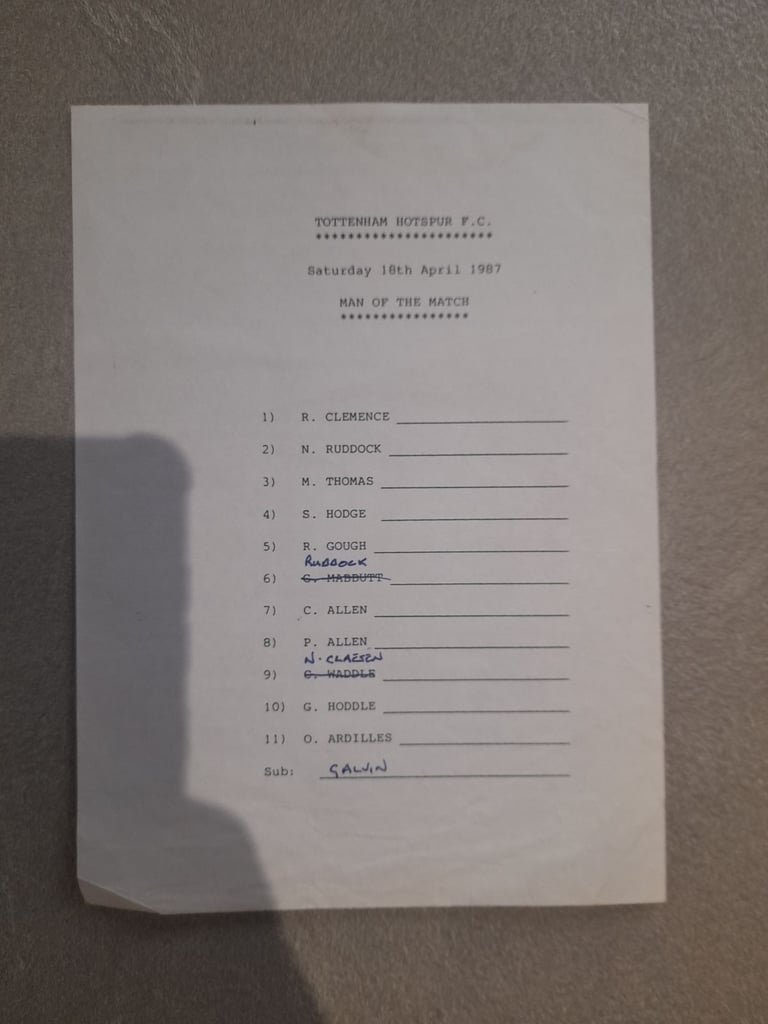 TOTTENHAM HOTSPUR F.C.
**********************
Saturday 18th April 1987
MAN OF THE MATCH
****************
1) R. CLEMENCE
2) N. RUDDOCK
3) M. THOMAS
4) S. HODGE
5) R. GOUGH
RUDDOCK
6) G. MABBUTT
7) C. ALLEN
8) P. ALLEN
N. CLAESEN
9) C. WADDLE
10) G. HODDLE
11) O. ARDILLES
Sub: GALVIN